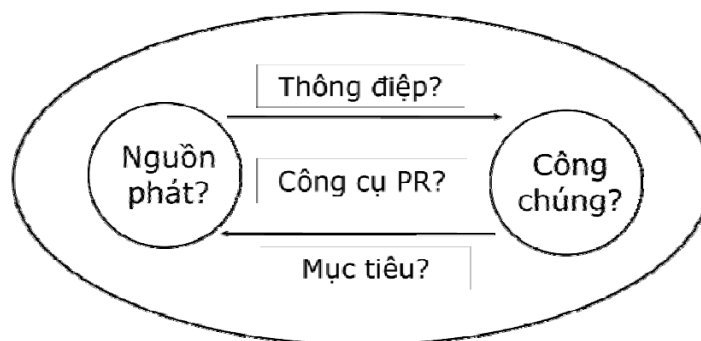 Thông điệp?
Nguồn
phát?
Công cụ PR?
Công
chúng?
Mục tiêu?